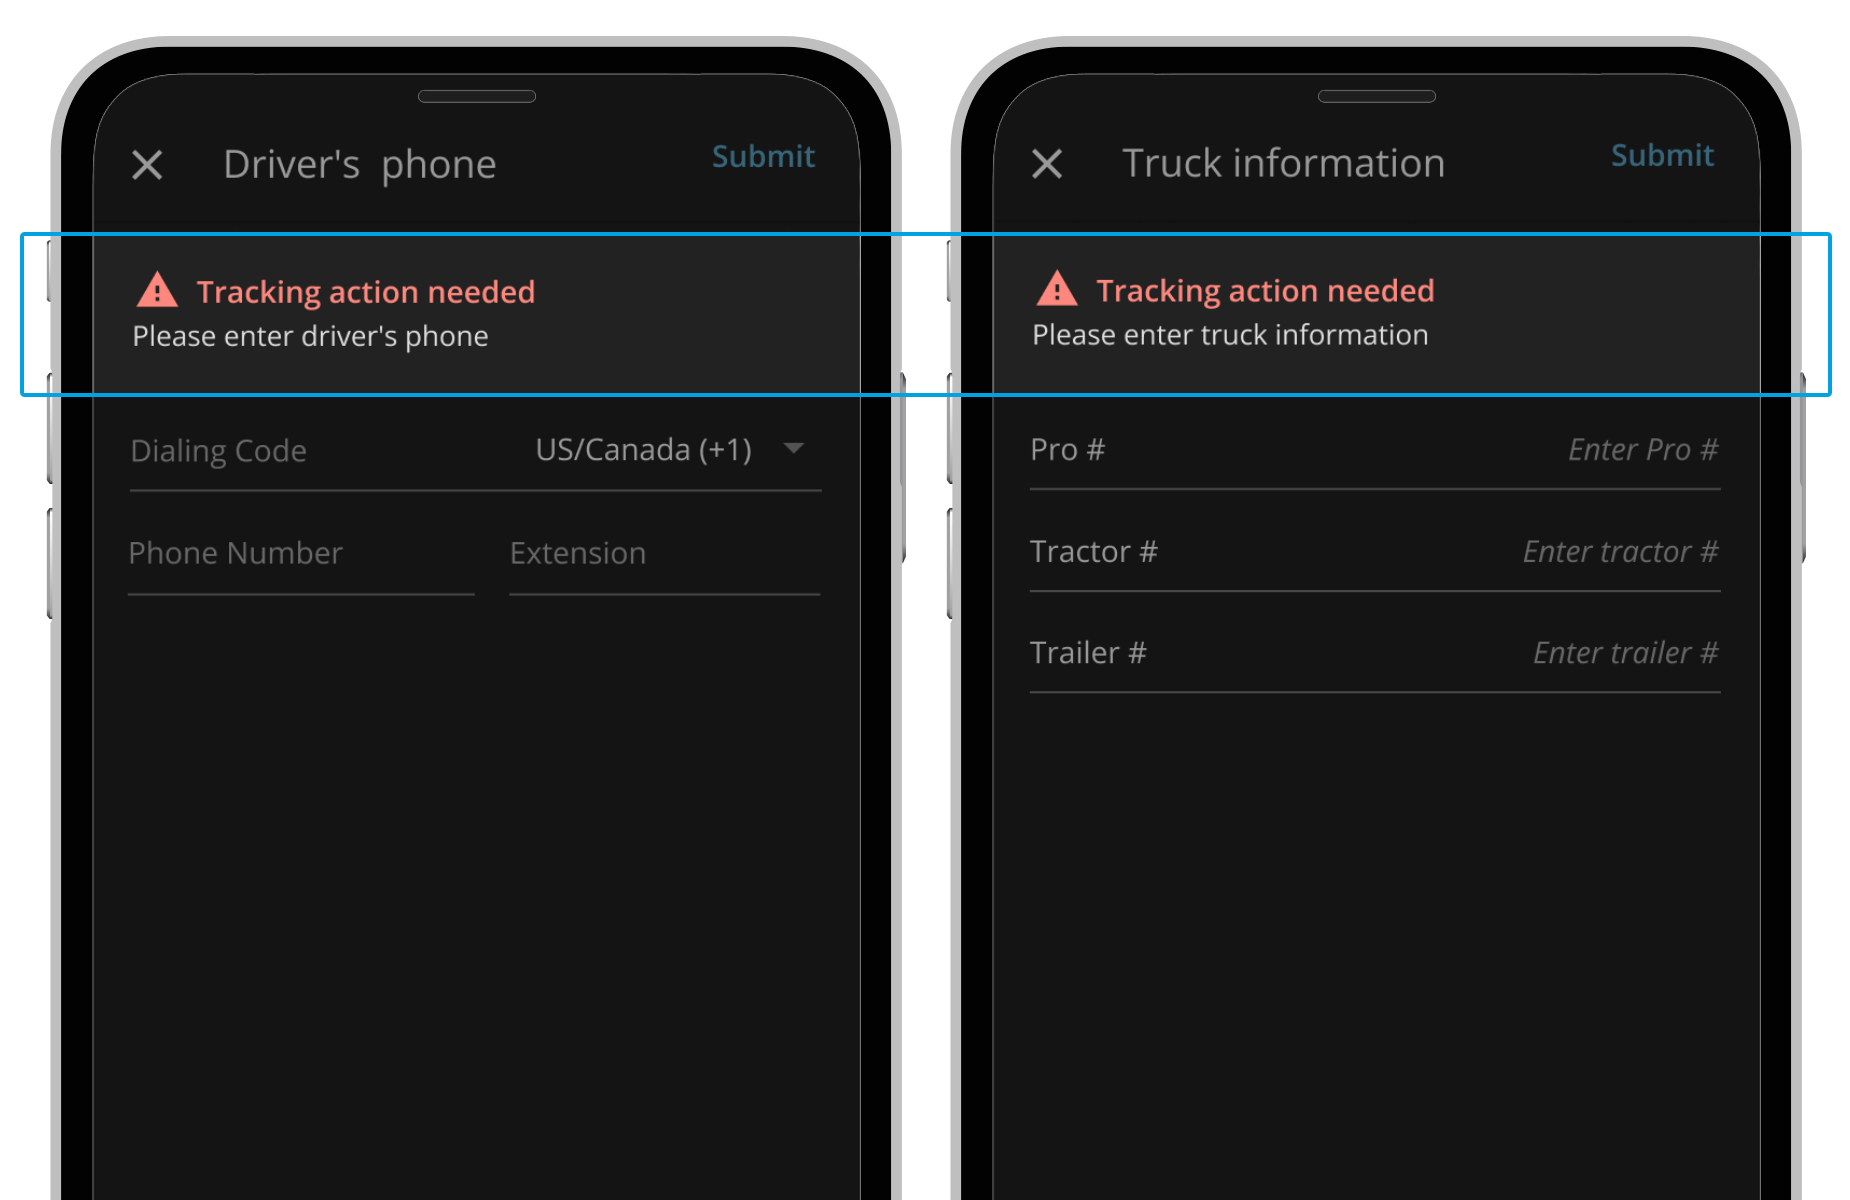 Driver's phone
Submit
Tracking action needed
Please enter driver's phone
Dialing Code
US/Canada (+1)
Phone Number
Extension
Truck information
Submit
Tracking action needed
Please enter truck information
Pro #
Enter Pro #
Tractor #
Enter tractor #
Trailer #
Enter trailer #